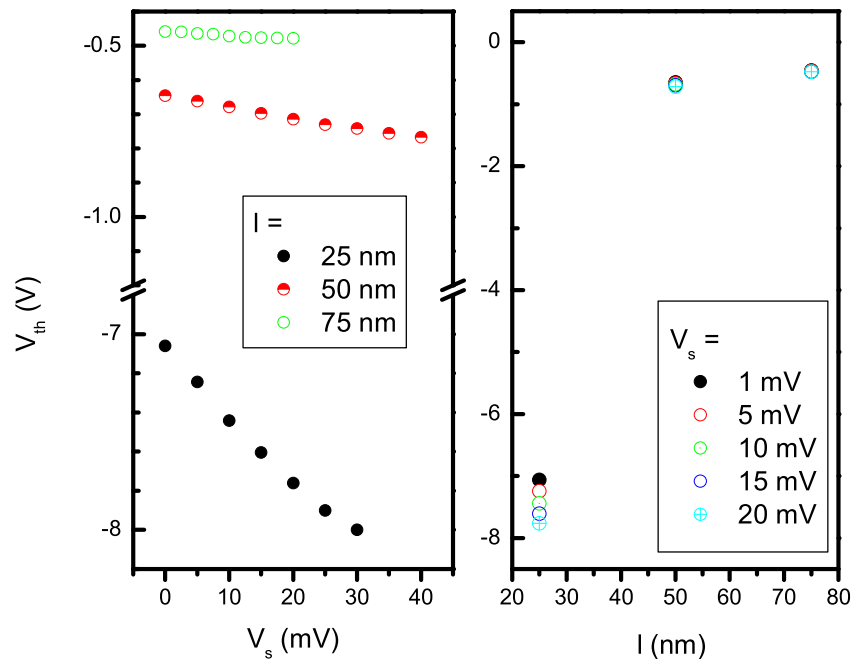 -0.5
-1.0
-7
-8
V_th (V)
0
10
20
30
40
V_s (mV)
l =
25 nm
50 nm
75 nm
0
-2
-4
-6
-8
20
30
40
50
60
70
80
l (nm)
V_s =
1 mV
5 mV
10 mV
15 mV
20 mV